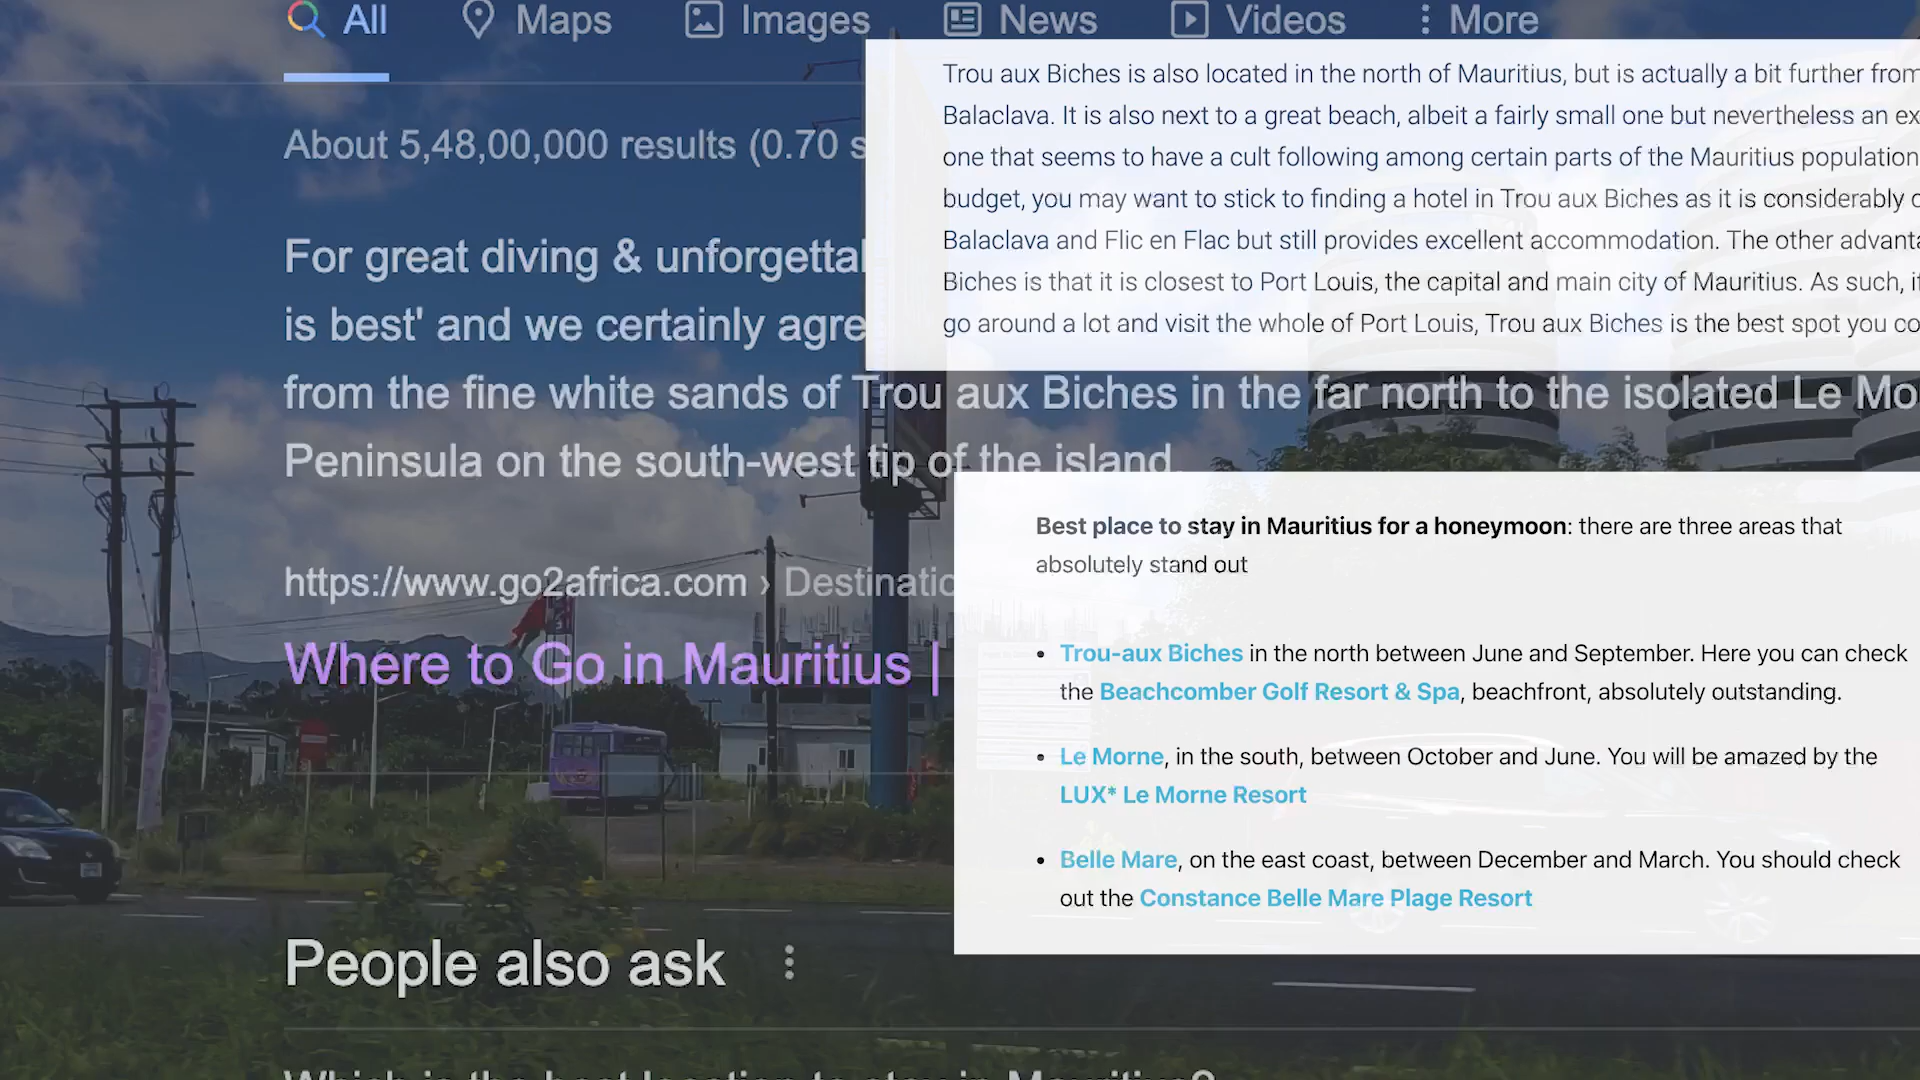 All Maps Images News Videos More
About 5,48,00,000 results (0.70 s
For great diving & unforgettal
is best' and we certainly agre
from the fine white sands of Trou aux Biches in the far north to the isolated Le Mo
Peninsula on the south-west tip of the island.
https://www.go2africa.com › Destinatio
Where to Go in Mauritius |
People also ask
Which is the best location to stay in Mauritius?
Trou aux Biches is also located in the north of Mauritius, but is actually a bit further from
Balaclava. It is also next to a great beach, albeit a fairly small one but nevertheless an ex
one that seems to have a cult following among certain parts of the Mauritius population
budget, you may want to stick to finding a hotel in Trou aux Biches as it is considerably c
Balaclava and Flic en Flac but still provides excellent accommodation. The other advanta
Biches is that it is closest to Port Louis, the capital and main city of Mauritius. As such, if
go around a lot and visit the whole of Port Louis, Trou aux Biches is the best spot you co
Best place to stay in Mauritius for a honeymoon: there are three areas that
absolutely stand out
• Trou-aux Biches in the north between June and September. Here you can check
the Beachcomber Golf Resort & Spa, beachfront, absolutely outstanding.
• Le Morne, in the south, between October and June. You will be amazed by the
LUX* Le Morne Resort
• Belle Mare, on the east coast, between December and March. You should check
out the Constance Belle Mare Plage Resort